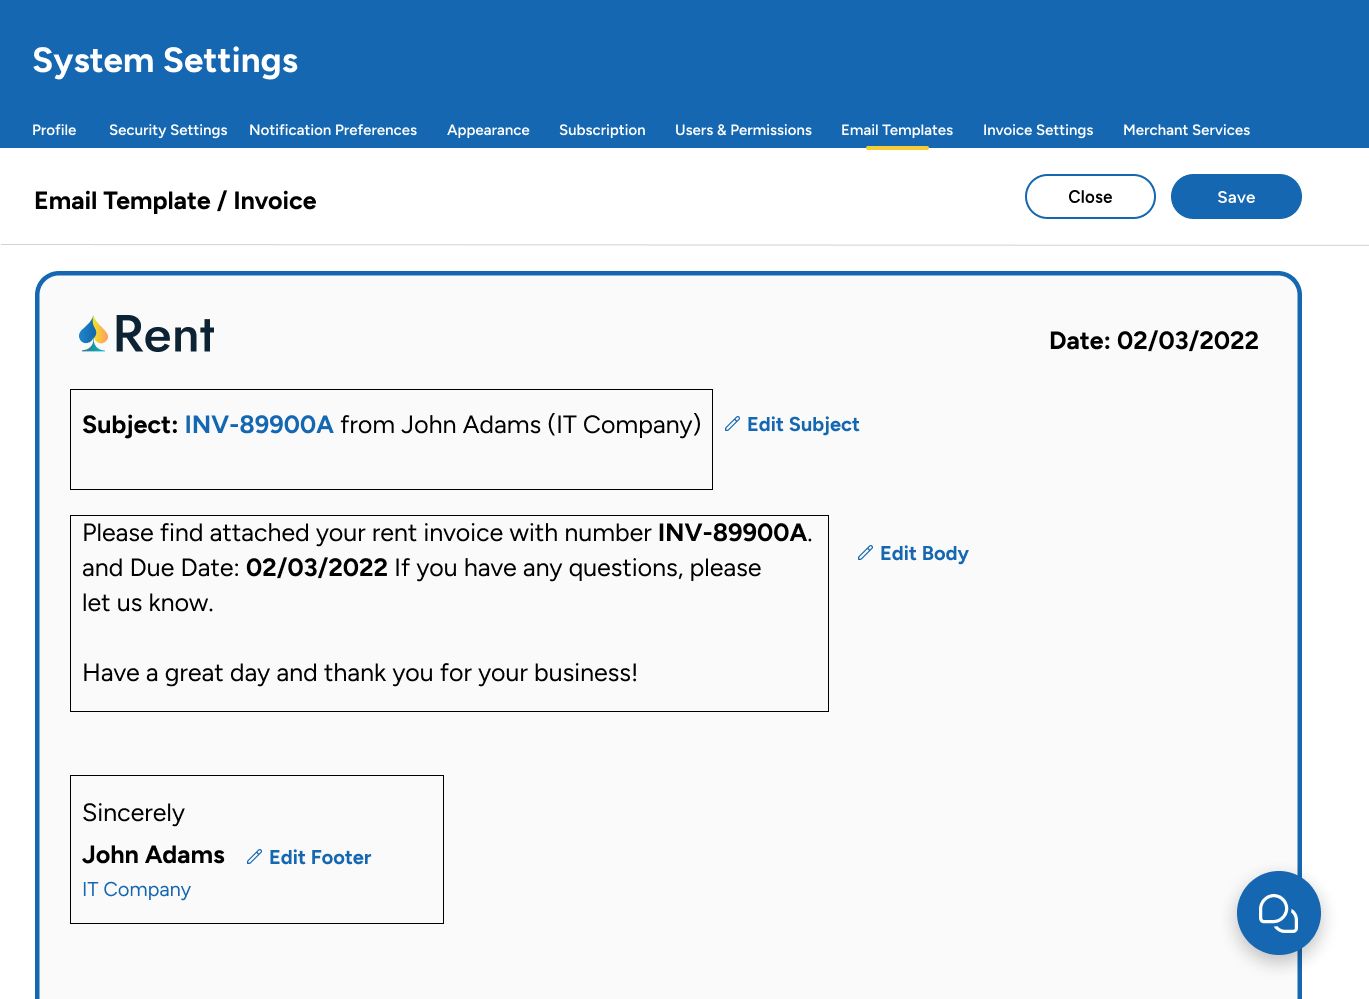 System Settings
Profile Security Settings Notification Preferences Appearance Subscription Users & Permissions Email Templates Invoice Settings Merchant Services
Email Template / Invoice
Close Save
Rent
Date: 02/03/2022
Subject: INV-89900A from John Adams (IT Company)
Edit Subject
Please find attached your rent invoice with number INV-89900A.
and Due Date: 02/03/2022 If you have any questions, please
let us know.
Have a great day and thank you for your business!
Edit Body
Sincerely
John Adams
Edit Footer
IT Company